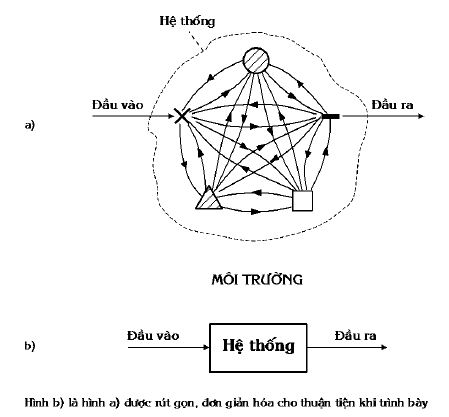 Hệ thống
Đầu vào
Đầu ra
a)
MÔI TRƯỜNG
Đầu vào
Đầu ra
b)
Hệ thống
Hình b) là hình a) được rút gọn, đơn giản hóa cho thuận tiện khi trình bày